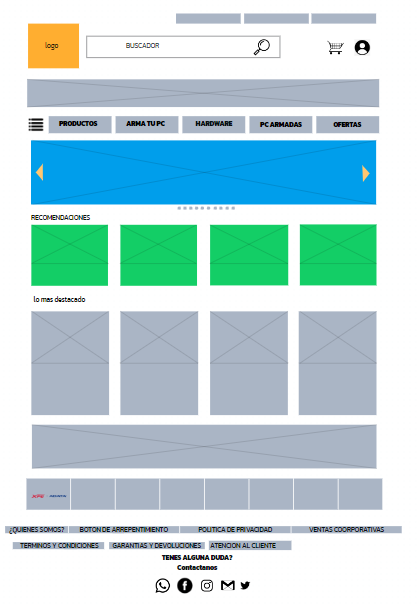 logo
BUSCADOR
PRODUCTOS
ARMA TU PC
HARDWARE
PC ARMADAS
OFERTAS
RECOMENDACIONES
lo mas destacado
¿QUIENES SOMOS?
BOTON DE ARREPENTIMIENTO
POLITICA DE PRIVACIDAD
VENTAS COORPORATIVAS
TERMINOS Y CONDICIONES
GARANTIAS Y DEVOLUCIONES
ATENCION AL CLIENTE
TENES ALGUNA DUDA?
Contactanos